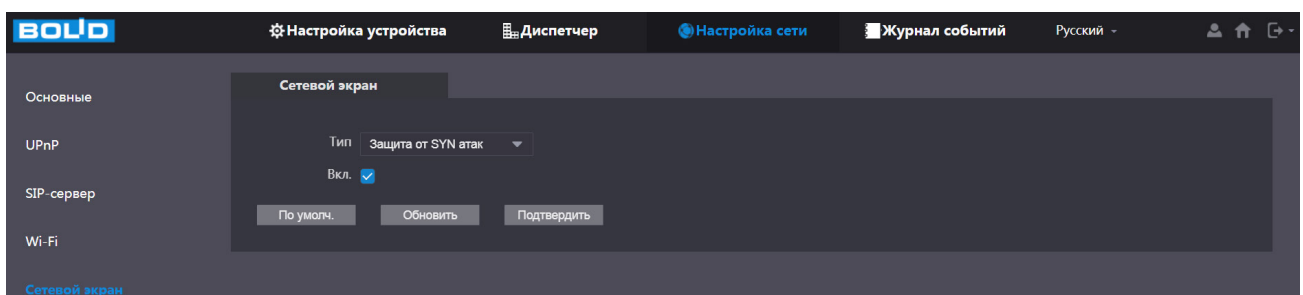 BOLID Настройка устройства Диспетчер Настройка сети Журнал событий Русский
Основные
UPnP
SIP-сервер
Wi-Fi
Сетевой экран
Сетевой экран
Тип Защита от SYN атак
Вкл.
По умолч. Обновить Подтвердить